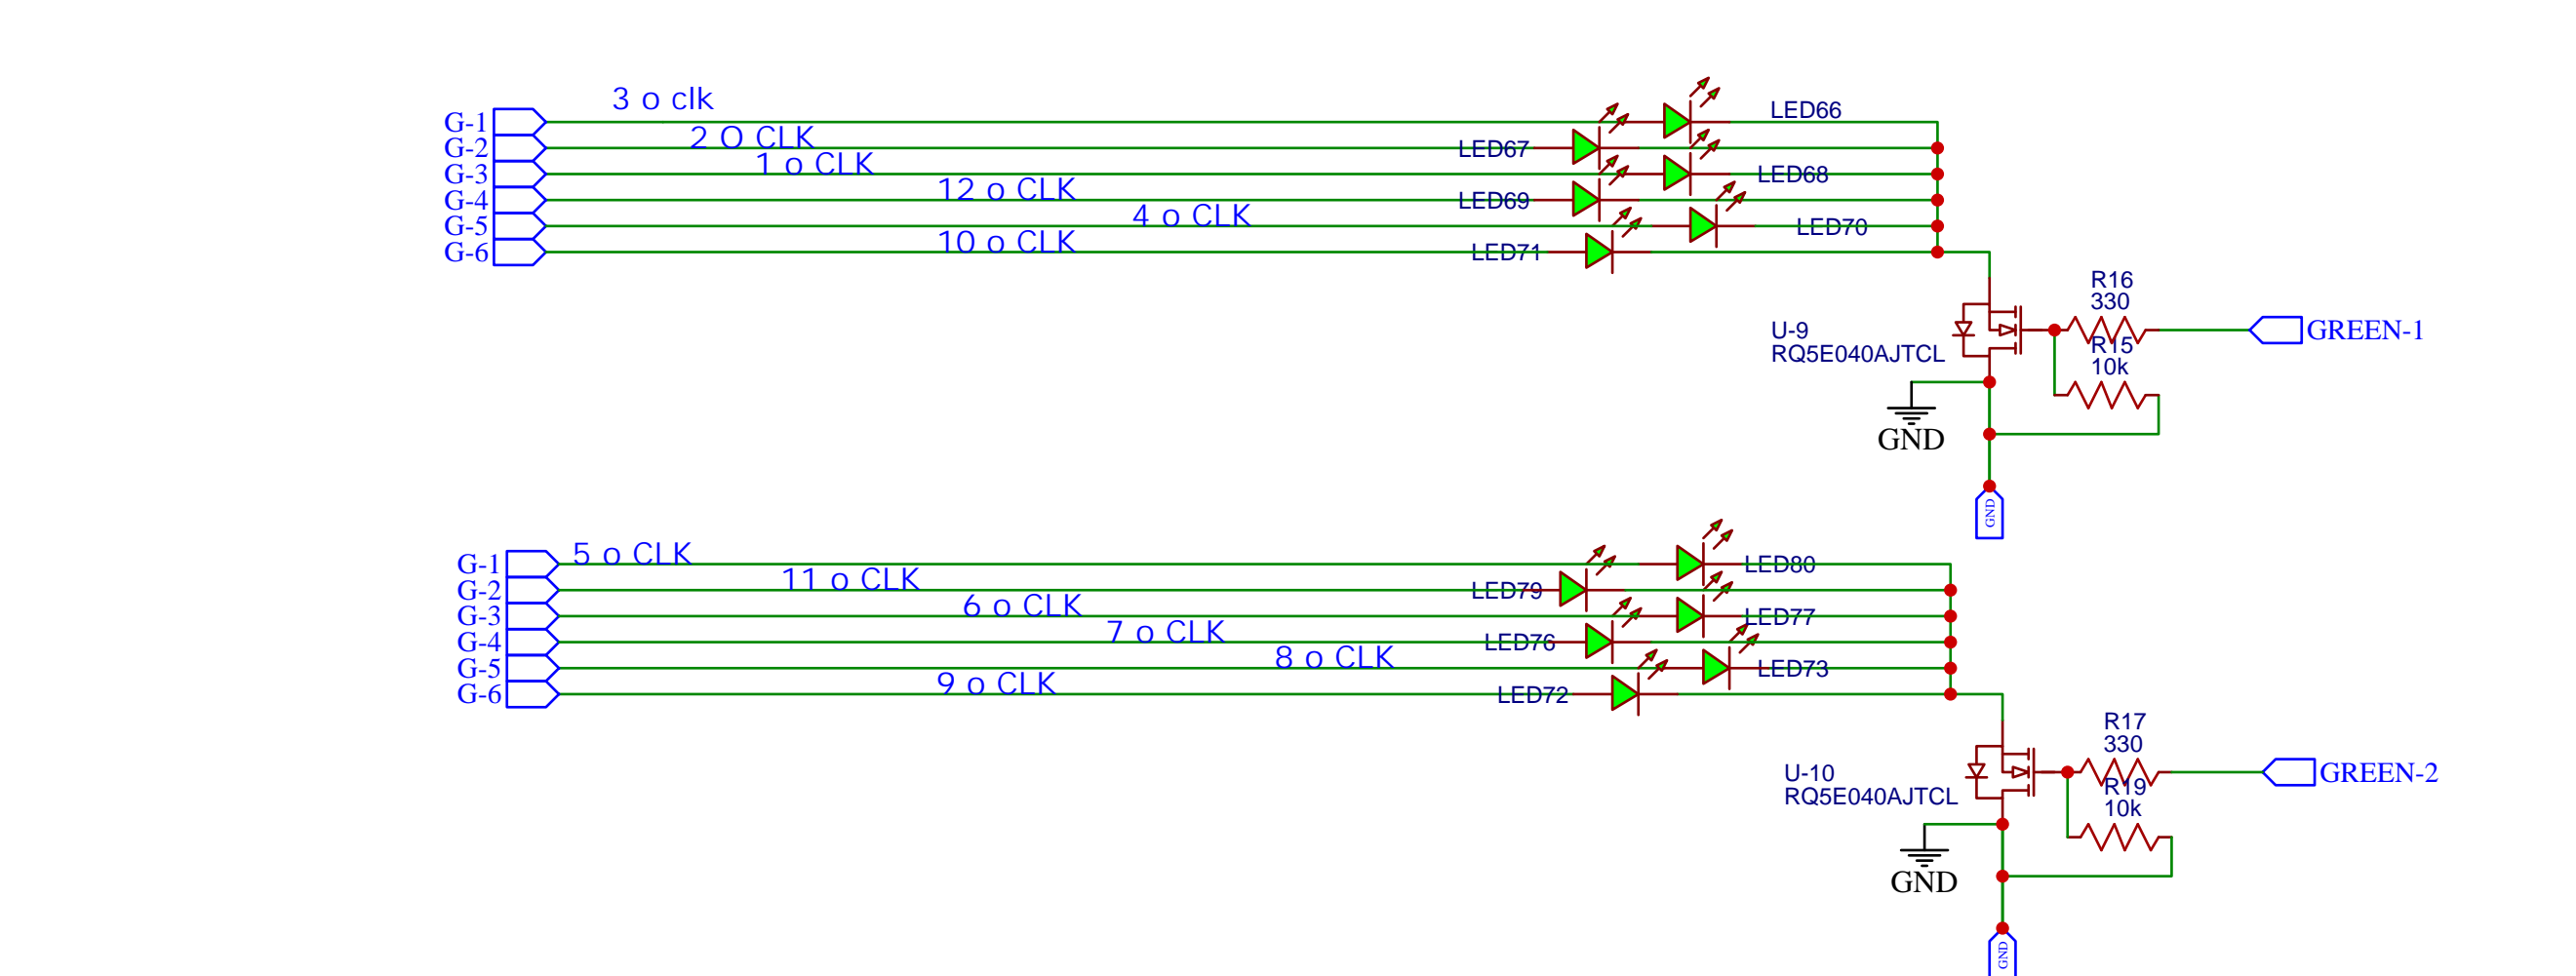 3 o clk
G-1
LED66
2 O CLK
G-2
LED67
1 o CLK
G-3
LED68
12 o CLK
G-4
LED69
4 o CLK
G-5
LED70
10 o CLK
G-6
LED71
R16
330
U-9
RQ5E040AJTCL
GREEN-1
R15
10k
GND
GND
5 o CLK
G-1
LED80
11 o CLK
G-2
LED79
6 o CLK
G-3
LED77
7 o CLK
G-4
LED76
8 o CLK
G-5
LED73
9 o CLK
G-6
LED72
R17
330
U-10
RQ5E040AJTCL
GREEN-2
R19
10k
GND
GND